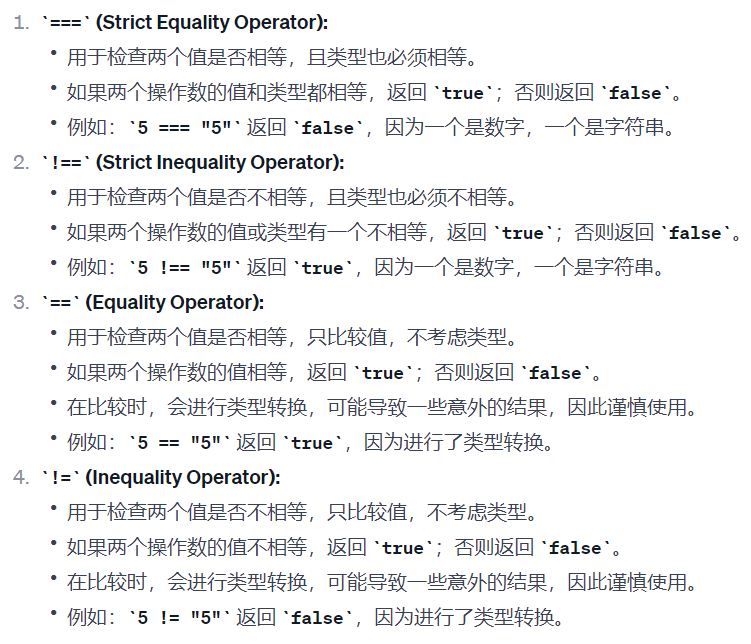 1. `===` (Strict Equality Operator):
• 用于检查两个值是否相等，且类型也必须相等。
• 如果两个操作数的值和类型都相等，返回 `true`；否则返回 `false`。
• 例如：`5 === "5"` 返回 `false`，因为一个是数字，一个是字符串。
2. `!==` (Strict Inequality Operator):
• 用于检查两个值是否不相等，且类型也必须不相等。
• 如果两个操作数的值或类型有一个不相等，返回 `true`；否则返回 `false`。
• 例如：`5 !== "5"` 返回 `true`，因为一个是数字，一个是字符串。
3. `==` (Equality Operator):
• 用于检查两个值是否相等，只比较值，不考虑类型。
• 如果两个操作数的值相等，返回 `true`；否则返回 `false`。
• 在比较时，会进行类型转换，可能导致一些意外的结果，因此谨慎使用。
• 例如：`5 == "5"` 返回 `true`，因为进行了类型转换。
4. `!=` (Inequality Operator):
• 用于检查两个值是否不相等，只比较值，不考虑类型。
• 如果两个操作数的值不相等，返回 `true`；否则返回 `false`。
• 在比较时，会进行类型转换，可能导致一些意外的结果，因此谨慎使用。
• 例如：`5 != "5"` 返回 `false`，因为进行了类型转换。